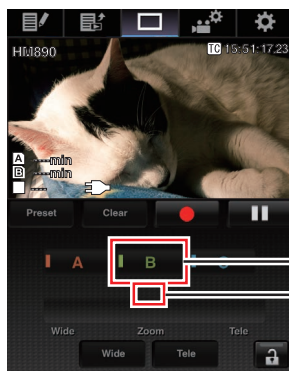 HM890
TC 15:51:17.23
A ----min
B ----min
----
Preset Clear
A B C
Wide Zoom Tele
Wide Tele